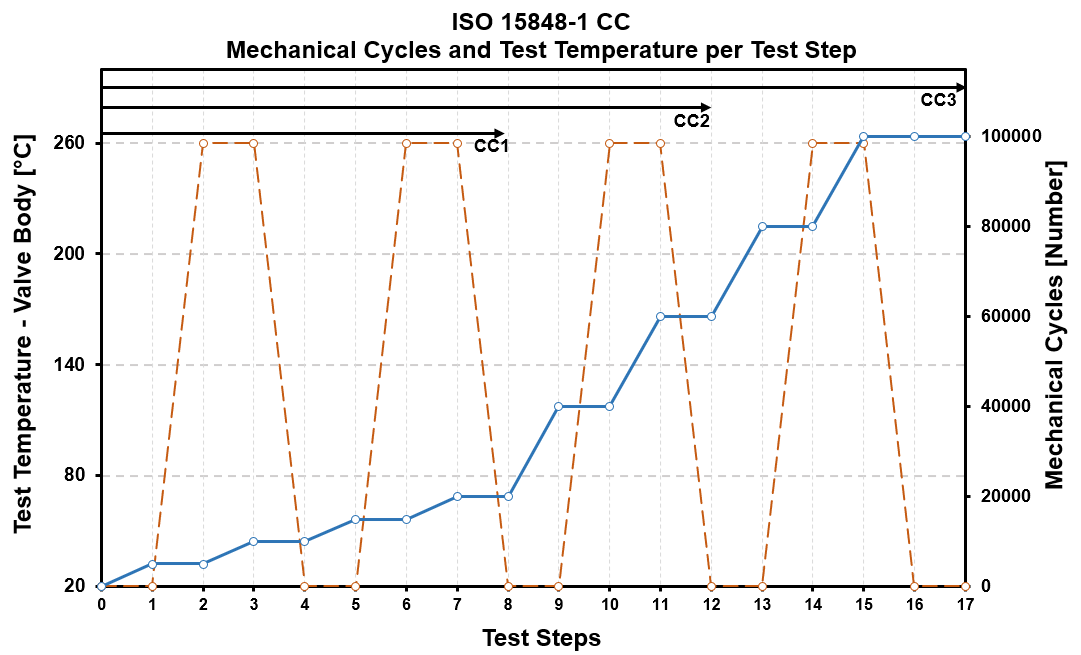 ISO 15848-1 CC
Mechanical Cycles and Test Temperature per Test Step
CC3
CC2
CC1
Test Temperature - Valve Body [°C]
260
200
140
80
20
100000
80000
60000
40000
20000
0
Mechanical Cycles [Number]
0 1 2 3 4 5 6 7 8 9 10 11 12 13 14 15 16 17
Test Steps